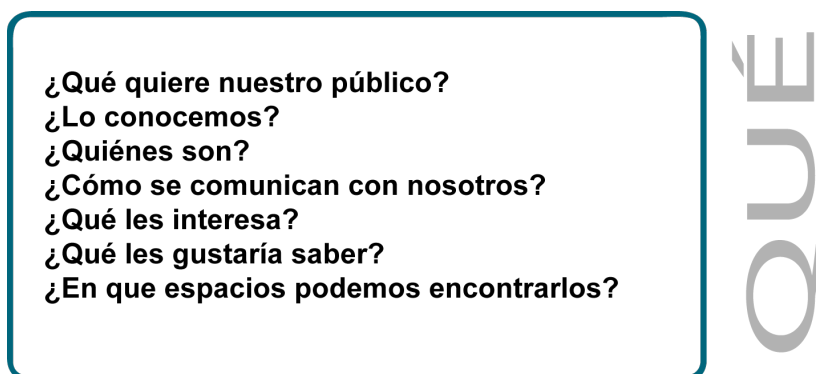 ¿Qué quiere nuestro público?
¿Lo conocemos?
¿Quiénes son?
¿Cómo se comunican con nosotros?
¿Qué les interesa?
¿Qué les gustaría saber?
¿En que espacios podemos encontrarlos?
QUÉ